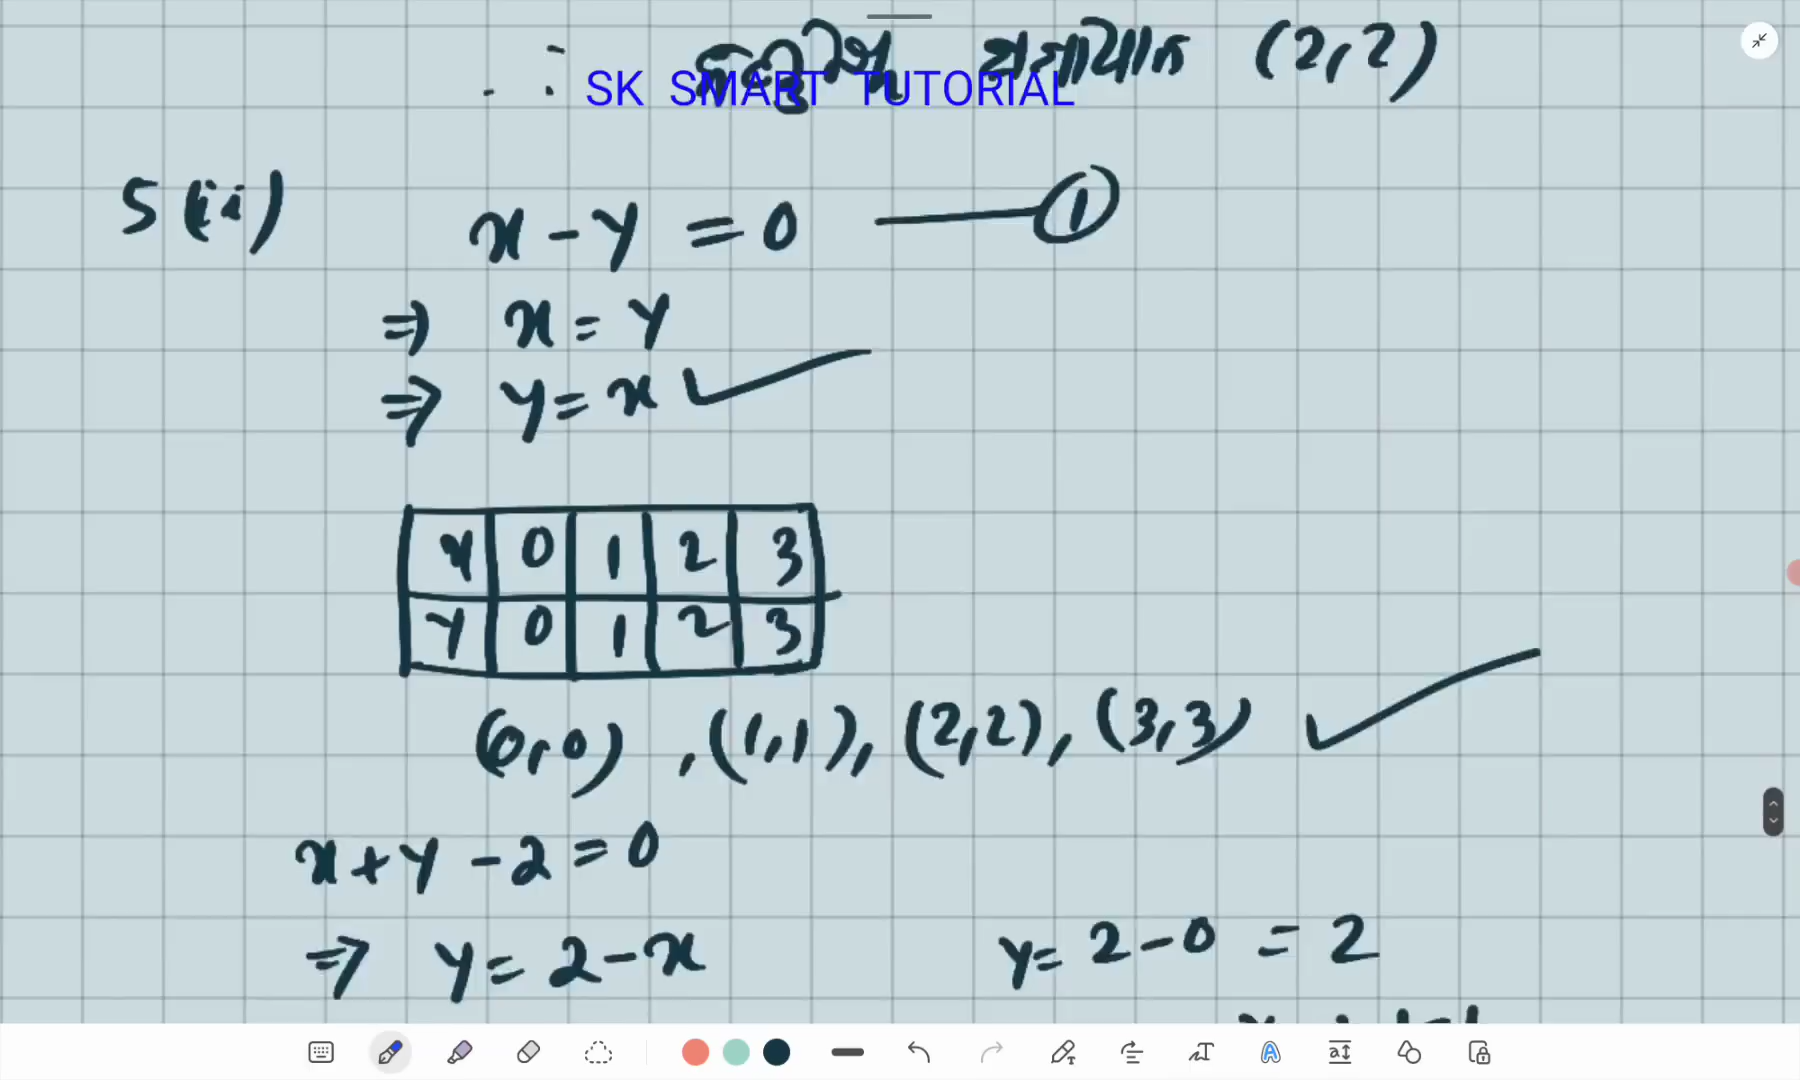 ∴ (2,2)
SK SMART TUTORIAL
5(ii) x - y = 0 ——— ①
⇒ x = y
⇒ y = x ✓
x 0 1 2 3
y 0 1 2 3
(0,0) , (1,1), (2,2), (3,3) ✓
x + y - 2 = 0
⇒ y = 2 - x y = 2 - 0 = 2